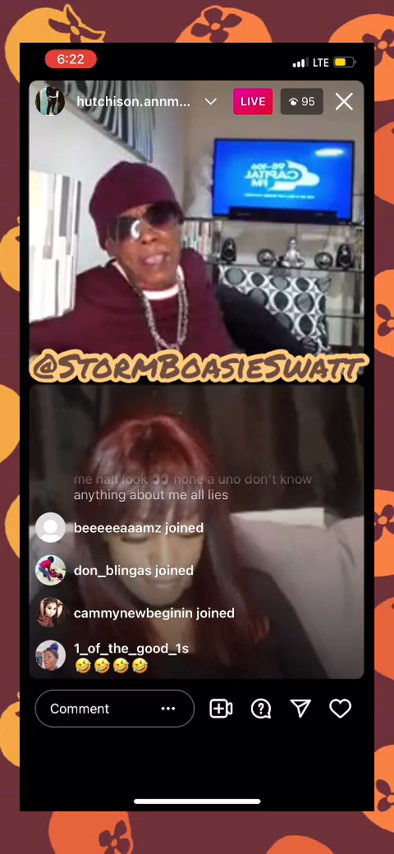 6:22
LTE
hutchison.annm...
LIVE
95
95-106
CAPITAL
FM
@StormBoasieSwatt
me nah look 👀 none a uno don't know
anything about me all lies
beeeeeaaamz joined
don_blingas joined
cammynewbeginin joined
1_of_the_good_1s
🤣🤣🤣🤣
Comment